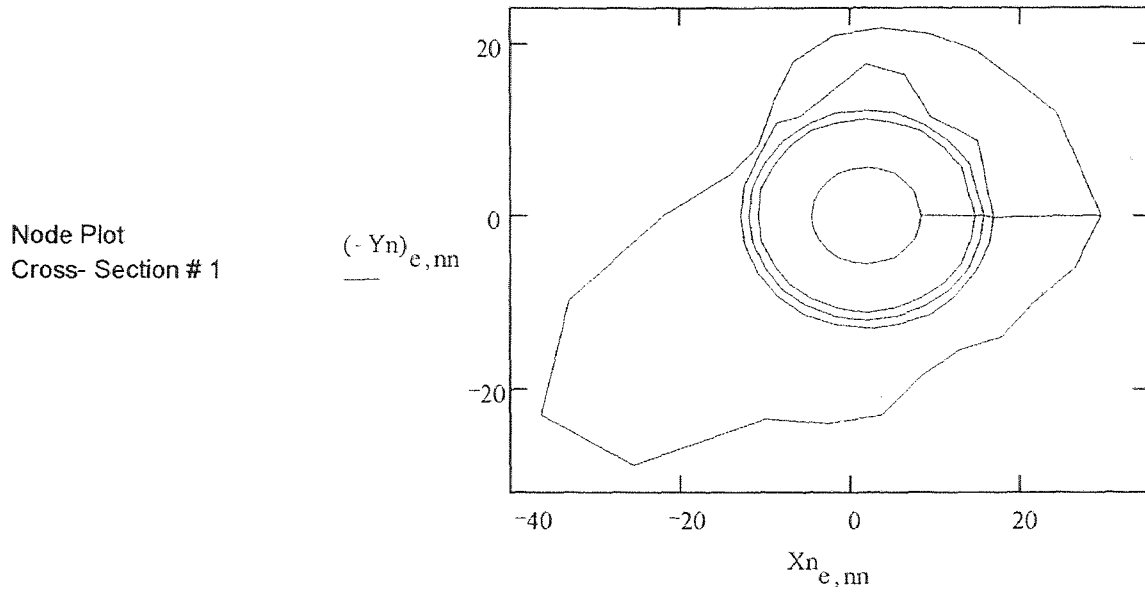 Node Plot
Cross- Section # 1
(- Yn)e,nn
20
0
-20
-40
-20
0
20
Xne,nn